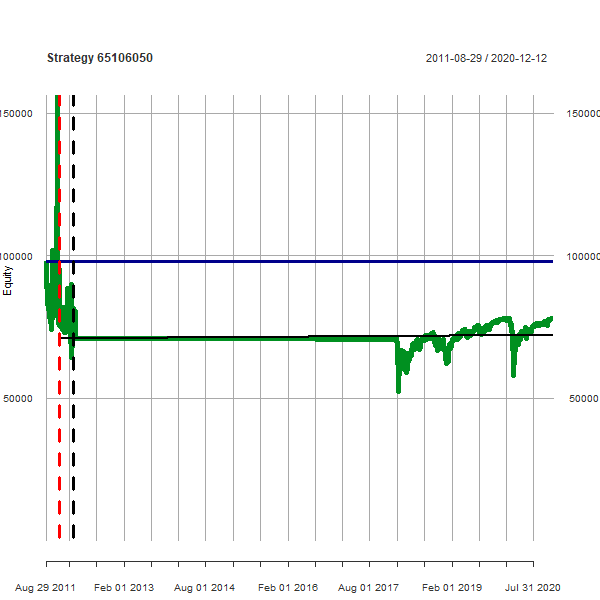 Strategy 65106050 2011-08-29 / 2020-12-12
150000 150000
100000 100000
Equity
50000 50000
Aug 29 2011 Feb 01 2013 Aug 01 2014 Feb 01 2016 Aug 01 2017 Feb 01 2019 Jul 31 2020